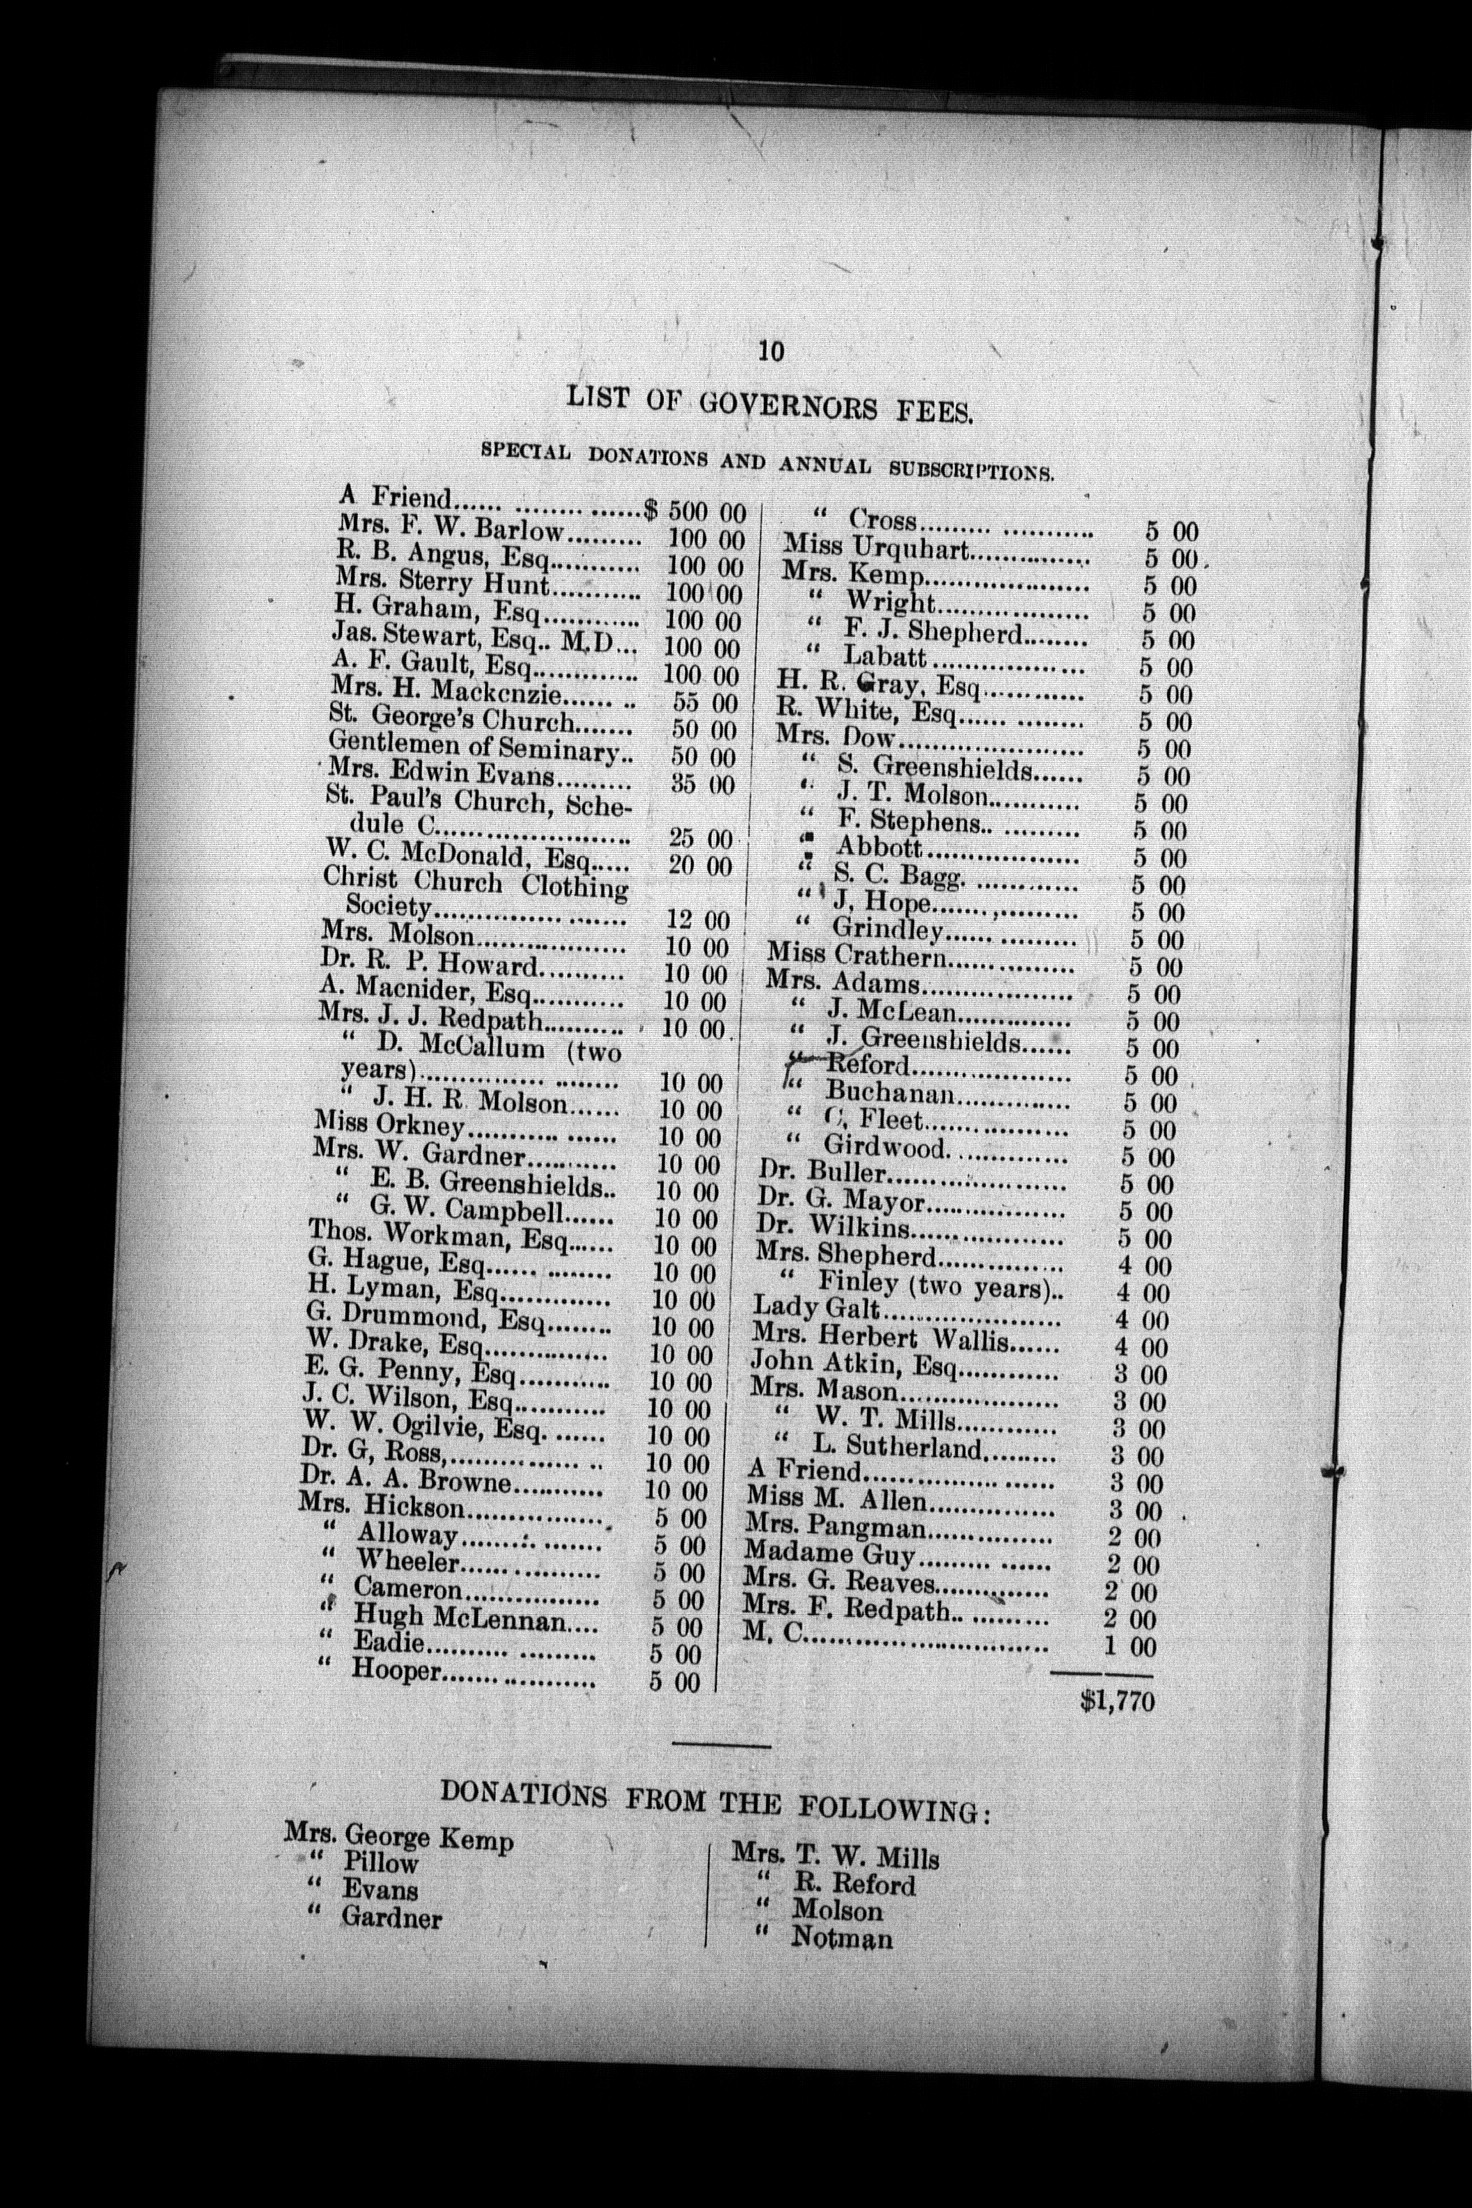 10
LIST OF GOVERNORS FEES.
SPECIAL DONATIONS AND ANNUAL SUBSCRIPTIONS.
A Friend...... ......... ......$ 500 00
Mrs. F. W. Barlow......... 100 00
R. B. Angus, Esq........... 100 00
Mrs. Sterry Hunt........... 100 00
H. Graham, Esq............ 100 00
Jas. Stewart, Esq.. M.D... 100 00
A. F. Gault, Esq............. 100 00
Mrs. H. Mackenzie...... .. 55 00
St. George's Church....... 50 00
Gentlemen of Seminary.. 50 00
Mrs. Edwin Evans......... 35 00
St. Paul's Church, Sche-
dule C....................... 25 00
W. C. McDonald, Esq..... 20 00
Christ Church Clothing
Society............... ....... 12 00
Mrs. Molson.................. 10 00
Dr. R. P. Howard.......... 10 00
A. Macnider, Esq........... 10 00
Mrs. J. J. Redpath.......... 10 00
“ D. McCallum (two
years)............... ........ 10 00
“ J. H. R. Molson...... 10 00
Miss Orkney........... ...... 10 00
Mrs. W. Gardner........... 10 00
“ E. B. Greenshields.. 10 00
“ G. W. Campbell...... 10 00
Thos. Workman, Esq...... 10 00
G. Hague, Esq...... ......... 10 00
H. Lyman, Esq............. 10 00
G. Drummond, Esq........ 10 00
W. Drake, Esq............... 10 00
E. G. Penny, Esq........... 10 00
J. C. Wilson, Esq........... 10 00
W. W. Ogilvie, Esq. ...... 10 00
Dr. G, Ross,................ .. 10 00
Dr. A. A. Browne........... 10 00
Mrs. Hickson................. 5 00
“ Alloway........: ....... 5 00
“ Wheeler...... .......... 5 00
“ Cameron................ 5 00
“ Hugh McLennan.... 5 00
“ Eadie.......... ......... 5 00
“ Hooper....... ........... 5 00
“ Cross......... ........... 5 00
Miss Urquhart............... 5 00
Mrs. Kemp.................... 5 00
“ Wright.................. 5 00
“ F. J. Shepherd........ 5 00
“ Labatt ................ ... 5 00
H. R. Gray, Esq............ 5 00
R. White, Esq...... ........ 5 00
Mrs. Dow...................... 5 00
“ S. Greenshields...... 5 00
“ J. T. Molson........... 5 00
“ F. Stephens.. ......... 5 00
“ Abbott.................. 5 00
“ S. C. Bagg. ............ 5 00
“ J, Hope.......,......... 5 00
“ Grindley...... ......... 5 00
Miss Crathern............... 5 00
Mrs. Adams.................. 5 00
“ J. McLean.............. 5 00
“ J. Greenshields...... 5 00
“ Reford................... 5 00
“ Buchanan.............. 5 00
“ C. Fleet................. 5 00
“ Girdwood. ............. 5 00
Dr. Buller..................... 5 00
Dr. G. Mayor................ 5 00
Dr. Wilkins.................. 5 00
Mrs. Shepherd............... 4 00
“ Finley (two years).. 4 00
Lady Galt..................... 4 00
Mrs. Herbert Wallis...... 4 00
John Atkin, Esq............ 3 00
Mrs. Mason................... 3 00
“ W. T. Mills............ 3 00
“ L. Sutherland......... 3 00
A Friend................ ...... 3 00
Miss M. Allen............... 3 00
Mrs. Pangman............... 2 00
Madame Guy......... ...... 2 00
Mrs. G. Reaves.............. 2 00
Mrs. F. Redpath.. ......... 2 00
M. C............................. 1 00
$1,770
DONATIONS FROM THE FOLLOWING:
Mrs. George Kemp
“ Pillow
“ Evans
“ Gardner
Mrs. T. W. Mills
“ R. Reford
“ Molson
“ Notman